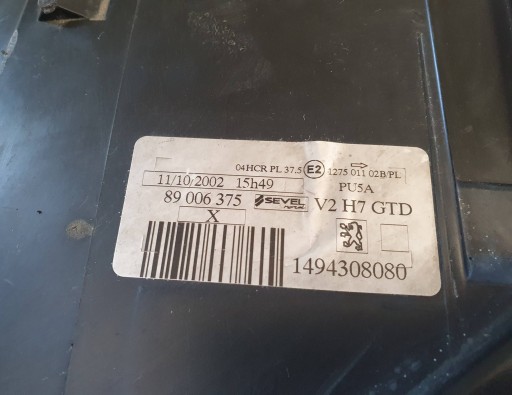 04HCR PL 37.5 E2 1275 011 02B/PL
11/10/2002 15h49 PU5A
89 006 375 SEVEL V2 H7 GTD
X
1494308080